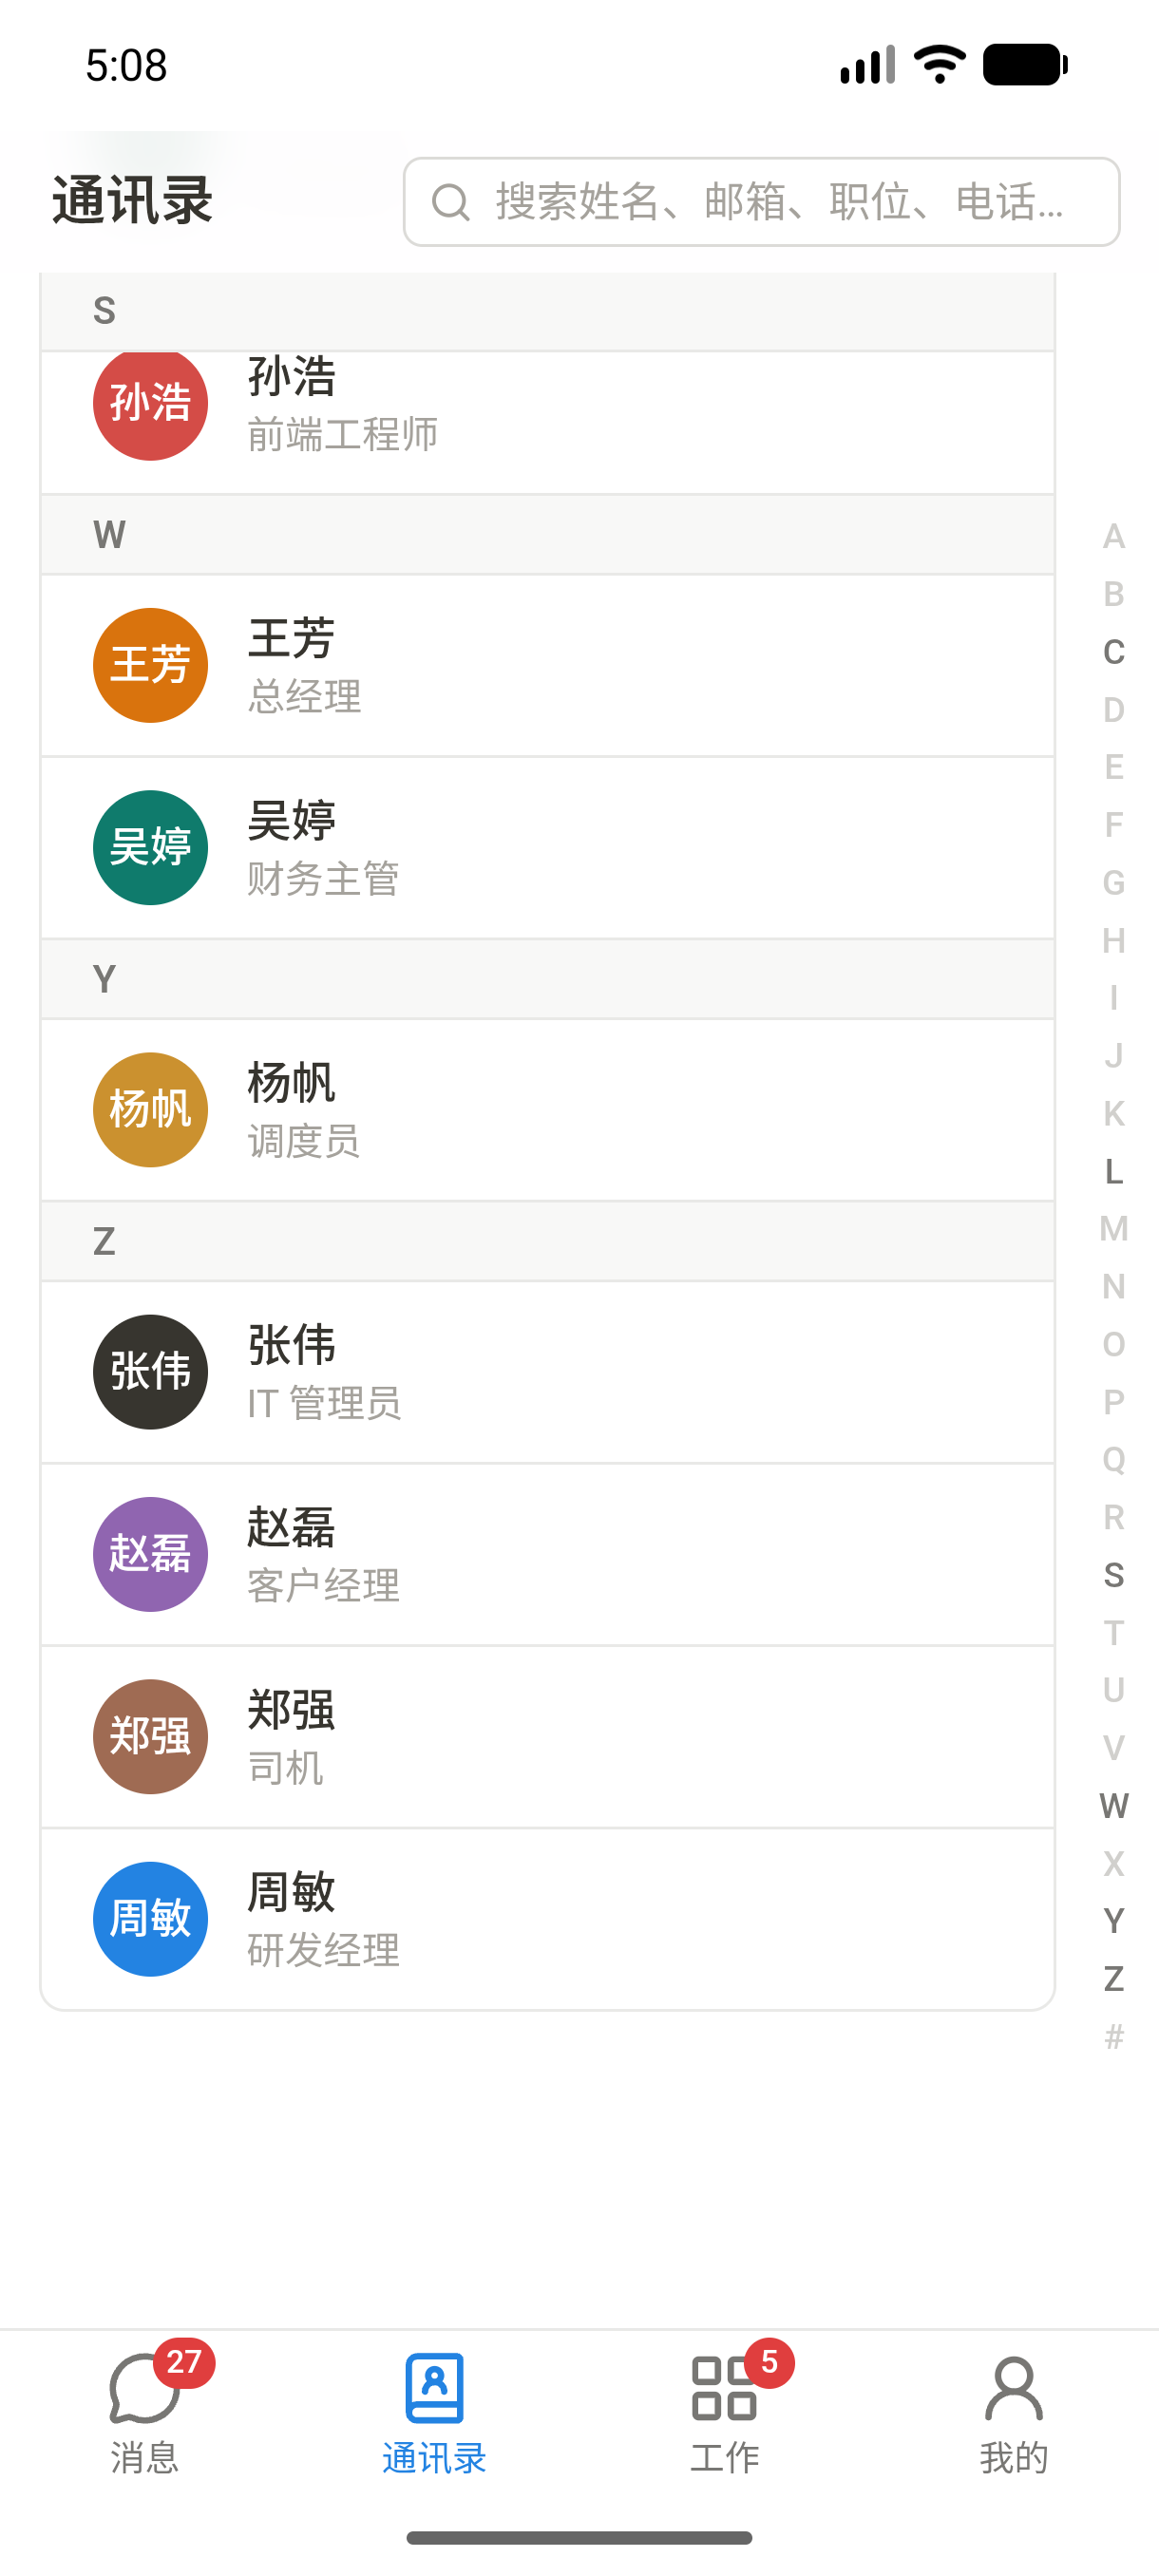 5:08
通讯录
搜索姓名、邮箱、职位、电话...
S
孙浩
孙浩
前端工程师
W
王芳
王芳
总经理
吴婷
吴婷
财务主管
Y
杨帆
杨帆
调度员
Z
张伟
张伟
IT 管理员
赵磊
赵磊
客户经理
郑强
郑强
司机
周敏
周敏
研发经理
A
B
C
D
E
F
G
H
I
J
K
L
M
N
O
P
Q
R
S
T
U
V
W
X
Y
Z
#
27
消息
通讯录
5
工作
我的